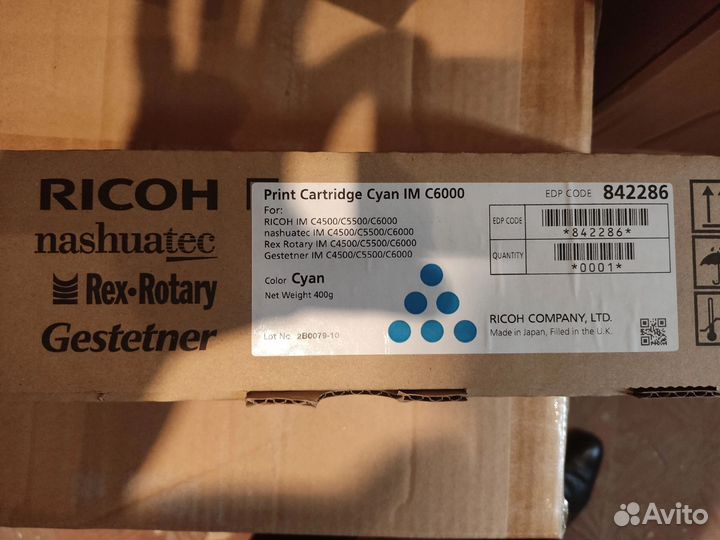 RICOH
nashuatec
Rex·Rotary
Gestetner
Print Cartridge Cyan IM C6000
For:
RICOH IM C4500/C5500/C6000
nashuatec IM C4500/C5500/C6000
Rex Rotary IM C4500/C5500/C6000
Gestetner IM C4500/C5500/C6000
Color Cyan
Net Weight 400g
Lot No. 2B0079-10
EDP CODE 842286
EDP CODE
*842286*
QUANTITY
*0001*
RICOH COMPANY, LTD.
Made in Japan, Filled in the U.K.
Avito